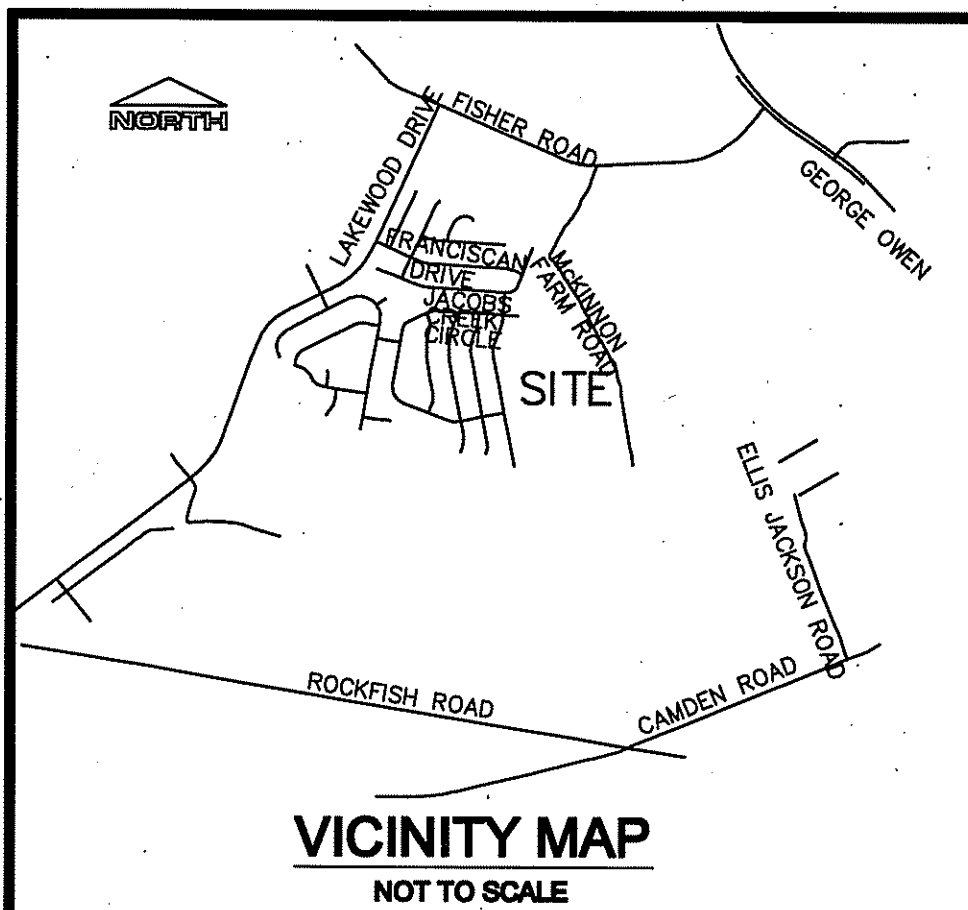 NORTH
FISHER ROAD
LAKEWOOD DRIVE
GEORGE OWEN
FRANCISCAN
DRIVE
McKINNON
FARM ROAD
JACOBS
CREEK
CIRCLE
SITE
ELLIS JACKSON ROAD
ROCKFISH ROAD
CAMDEN ROAD
VICINITY MAP
NOT TO SCALE